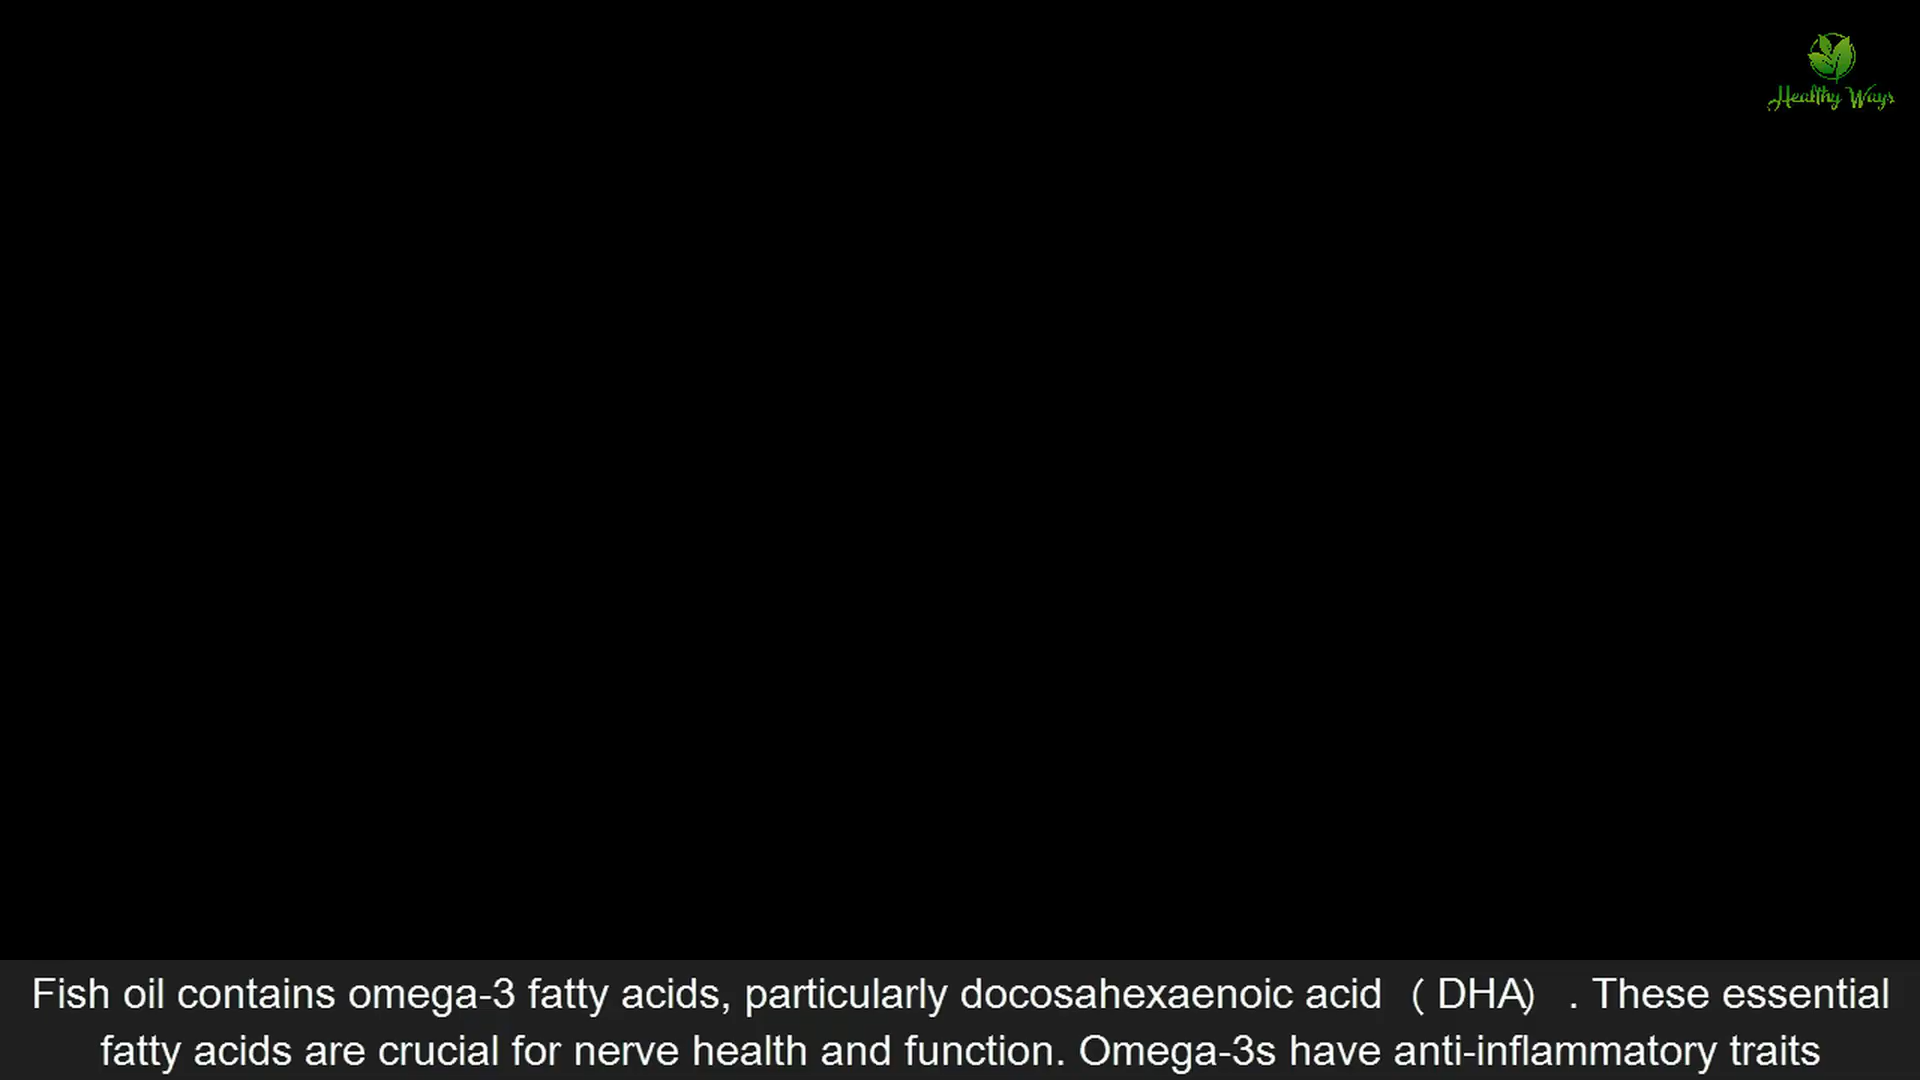 Healthy Ways
Fish oil contains omega-3 fatty acids, particularly docosahexaenoic acid ( DHA) . These essential
fatty acids are crucial for nerve health and function. Omega-3s have anti-inflammatory traits